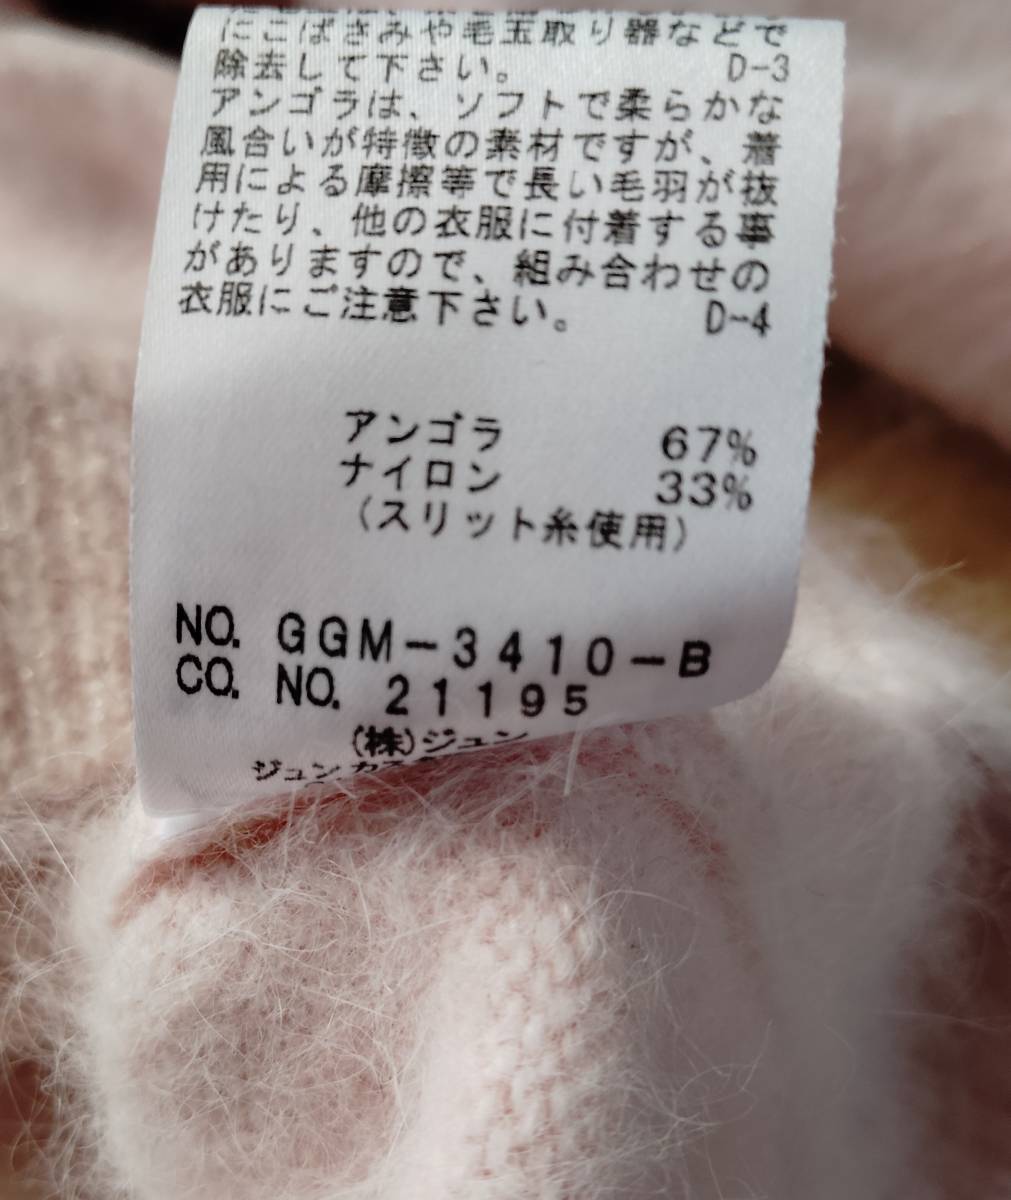 にこばさみや毛玉取り器などで
除去して下さい。 D-3
アンゴラは、ソフトで柔らかな
風合いが特徴の素材ですが、着
用による摩擦等で長い毛羽が抜
けたり、他の衣服に付着する事
がありますので、組み合わせの
衣服にご注意下さい。 D-4
アンゴラ 67%
ナイロン 33%
(スリット糸使用)
NO. GGM-3410-B
CO. NO. 21195
(株)ジュン
ジュンカス